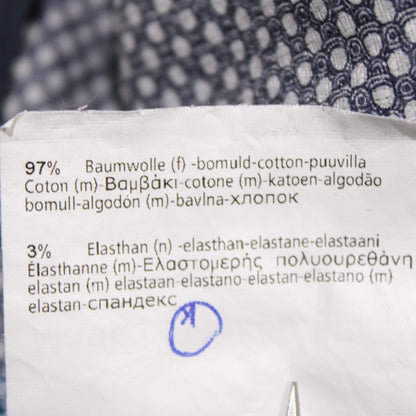 97% Baumwolle (f) -bomuld-cotton-puuvilla
Coton (m)-Βαμβάκι-cotone (m)-katoen-algodão
bomull-algodón (m)-bavlna-хлопок
3% Elasthan (n) -elasthan-elastane-elastaani
Élasthanne (m)-Ελαστομερής πολυουρεθάνη
elastan (m) elastaan-elastano-elastan-elastano (m)
elastan-спандекс
K